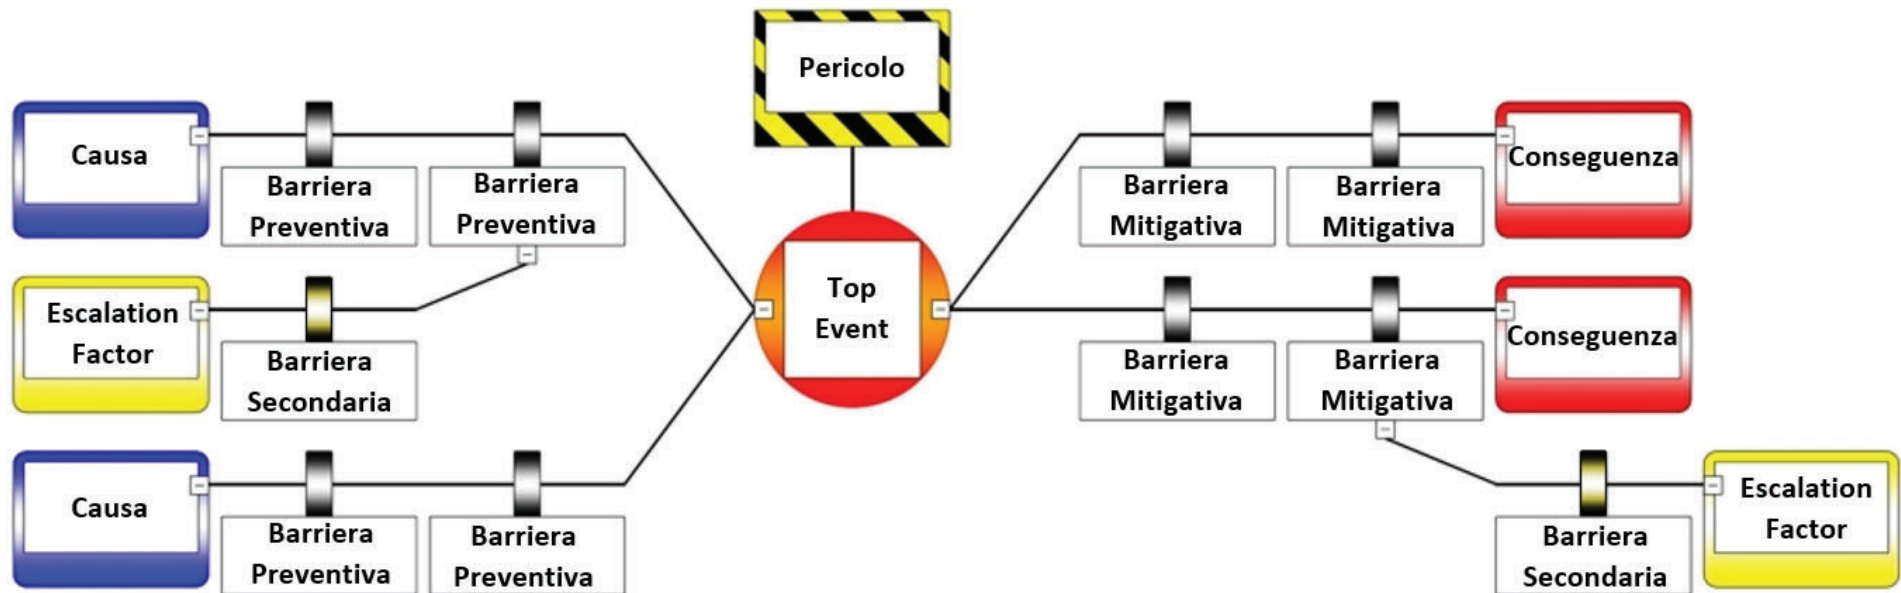 Pericolo
Causa
Barriera
Preventiva
Barriera
Preventiva
Escalation
Factor
Barriera
Secondaria
Causa
Barriera
Preventiva
Barriera
Preventiva
Top
Event
Barriera
Mitigativa
Barriera
Mitigativa
Conseguenza
Barriera
Mitigativa
Barriera
Mitigativa
Conseguenza
Barriera
Secondaria
Escalation
Factor